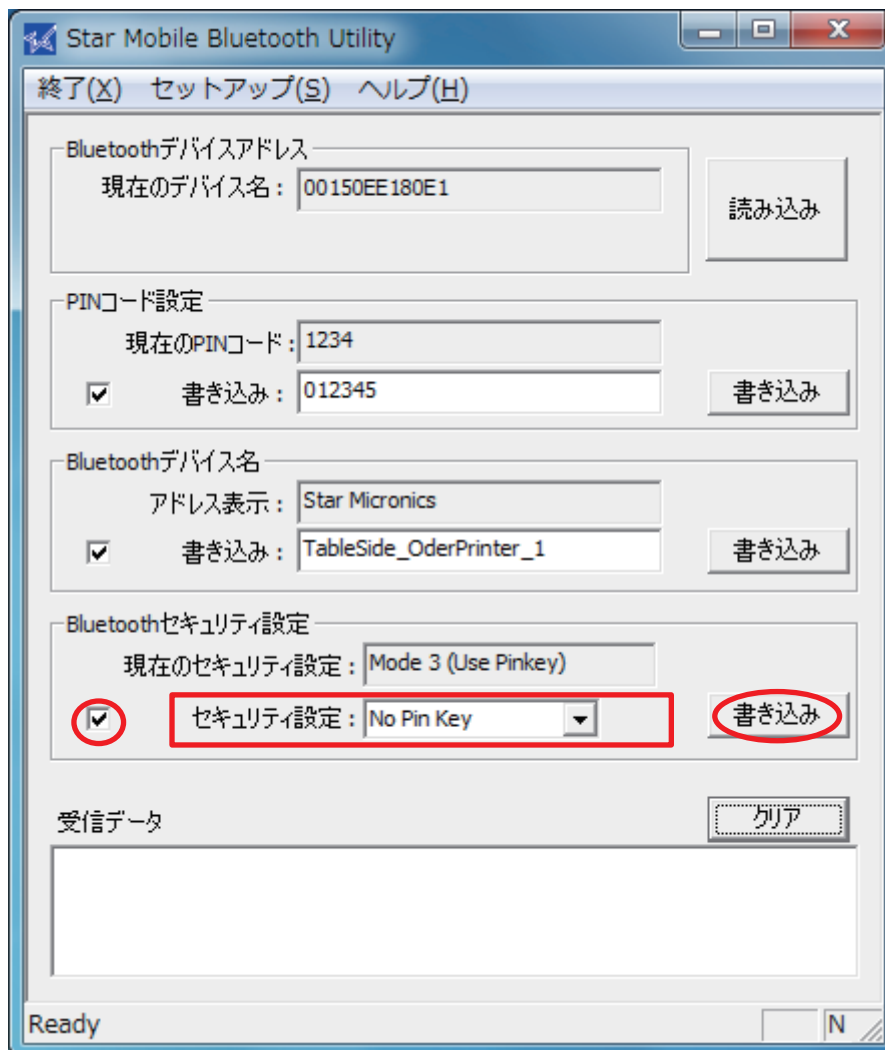 Star Mobile Bluetooth Utility
終了(X) セットアップ(S) ヘルプ(H)
Bluetoothデバイスアドレス
現在のデバイス名 : 00150EE180E1
読み込み
PINコード設定
現在のPINコード : 1234
書き込み : 012345
書き込み
Bluetoothデバイス名
アドレス表示 : Star Micronics
書き込み : TableSide_OderPrinter_1
書き込み
Bluetoothセキュリティ設定
現在のセキュリティ設定 : Mode 3 (Use Pinkey)
セキュリティ設定 : No Pin Key
書き込み
受信データ
クリア
Ready
N